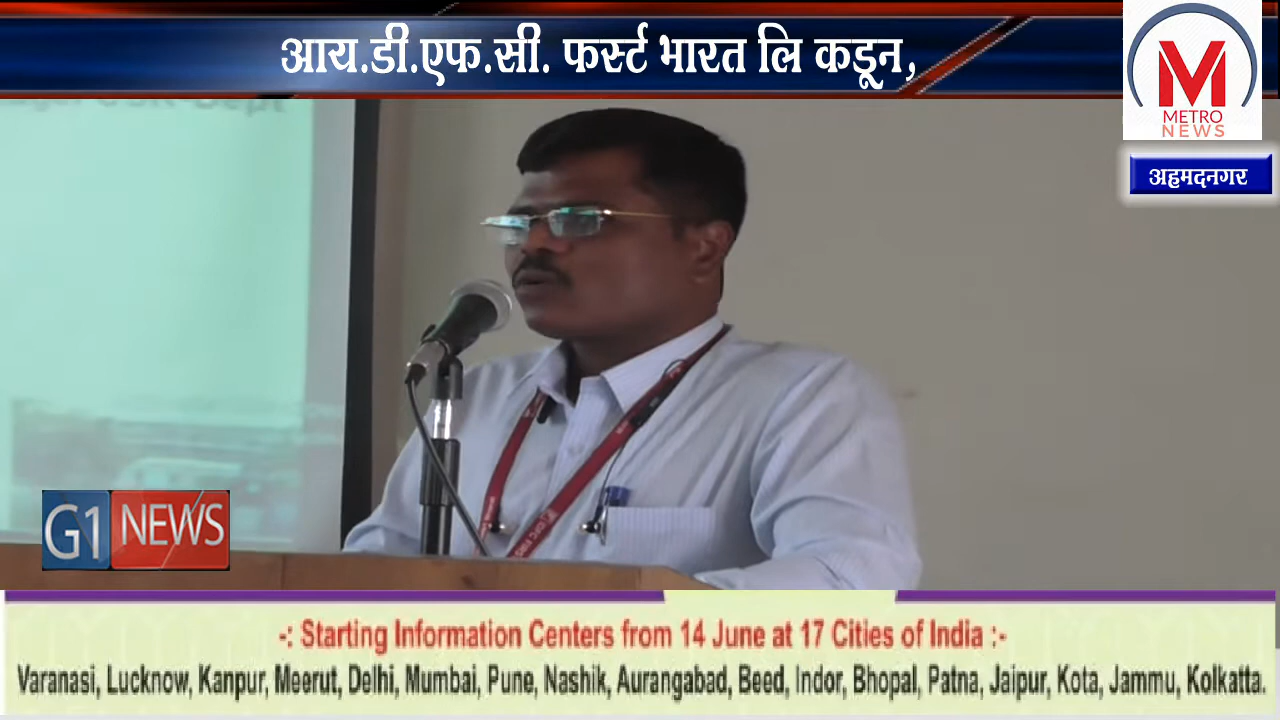 आय.डी.एफ.सी. फर्स्ट भारत लि कडून,
M
METRO
NEWS
अहमदनगर
G1 NEWS
-: Starting Information Centers from 14 June at 17 Cities of India :-
Varanasi, Lucknow, Kanpur, Meerut, Delhi, Mumbai, Pune, Nashik, Aurangabad, Beed, Indor, Bhopal, Patna, Jaipur, Kota, Jammu, Kolkatta.